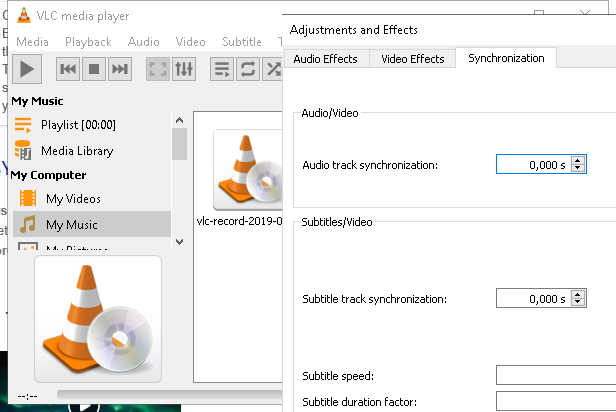 VLC media player
Media Playback Audio Video Subtitle
My Music
Playlist [00:00]
Media Library
My Computer
My Videos
My Music
vlc-record-2019-0
--:--
Adjustments and Effects
Audio Effects Video Effects Synchronization
Audio/Video
Audio track synchronization: 0,000 s
Subtitles/Video
Subtitle track synchronization: 0,000 s
Subtitle speed:
Subtitle duration factor: